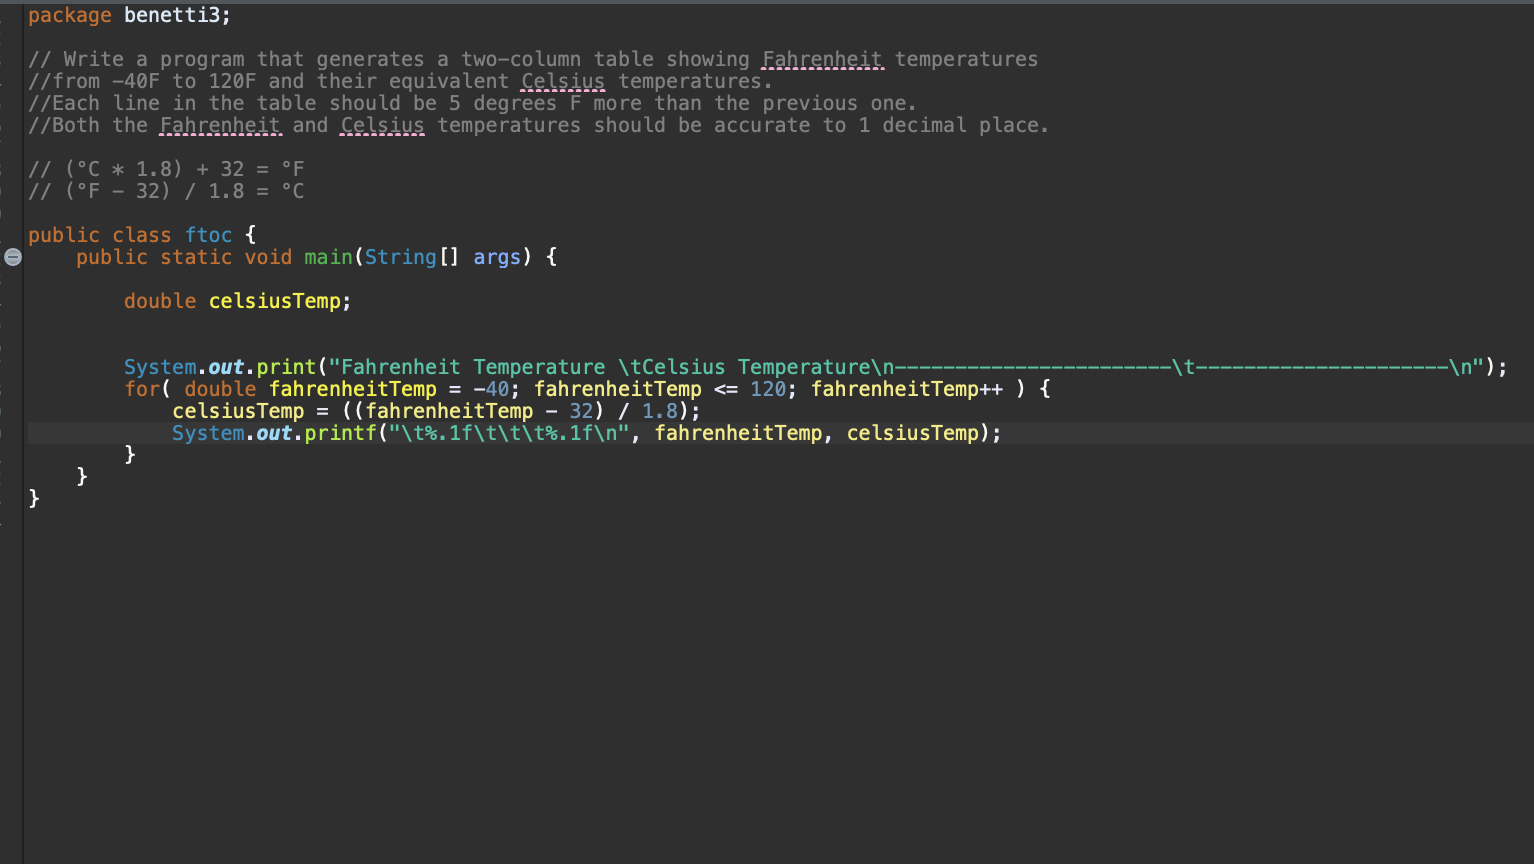 package benetti3;
// Write a program that generates a two-column table showing Fahrenheit temperatures
//from -40F to 120F and their equivalent Celsius temperatures.
//Each line in the table should be 5 degrees F more than the previous one.
//Both the Fahrenheit and Celsius temperatures should be accurate to 1 decimal place.
// (°C * 1.8) + 32 = °F
// (°F - 32) / 1.8 = °C
public class ftoc {
public static void main(String[] args) {
double celsiusTemp;
System.out.print("Fahrenheit Temperature \tCelsius Temperature\n-----------------------\t---------------------\n");
for( double fahrenheitTemp = -40; fahrenheitTemp <= 120; fahrenheitTemp++ ) {
celsiusTemp = ((fahrenheitTemp - 32) / 1.8);
System.out.printf("\t%.1f\t\t\t%.1f\n", fahrenheitTemp, celsiusTemp);
}
}
}